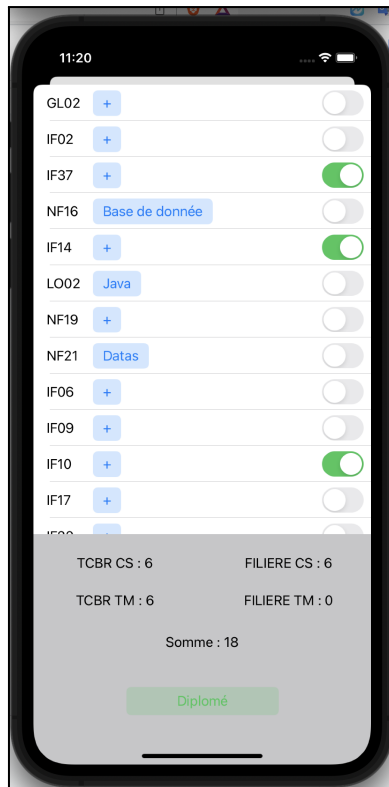 11:20
GL02 +
IF02 +
IF37 +
NF16 Base de donnée
IF14 +
LO02 Java
NF19 +
NF21 Datas
IF06 +
IF09 +
IF10 +
IF17 +
TCBR CS : 6 FILIERE CS : 6
TCBR TM : 6 FILIERE TM : 0
Somme : 18
Diplomé